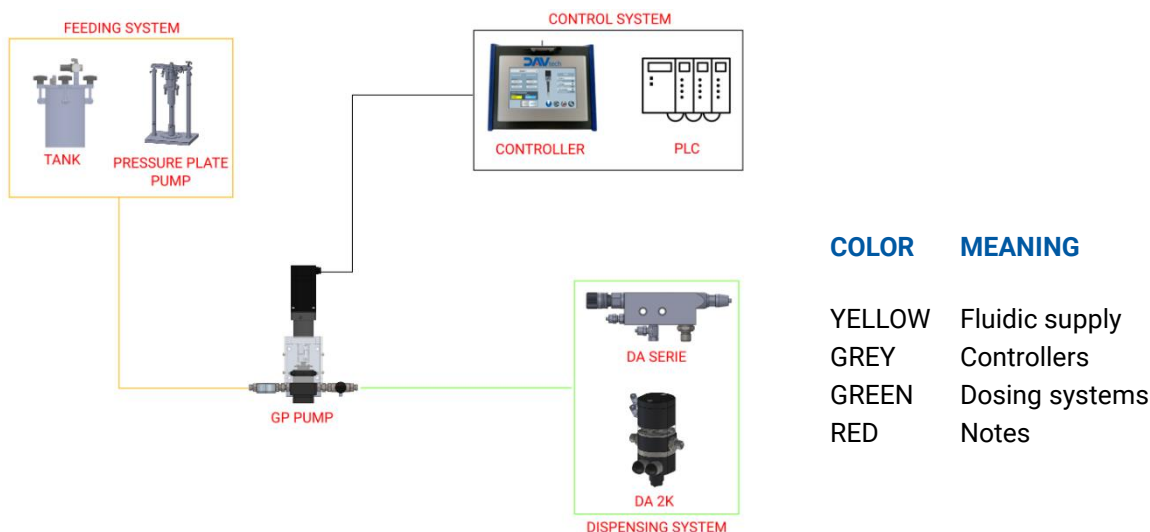 FEEDING SYSTEM
TANK
PRESSURE PLATE
PUMP
CONTROL SYSTEM
DAVtech
CONTROLLER
PLC
GP PUMP
DA SERIE
DA 2K
DISPENSING SYSTEM
COLOR MEANING
YELLOW Fluidic supply
GREY Controllers
GREEN Dosing systems
RED Notes